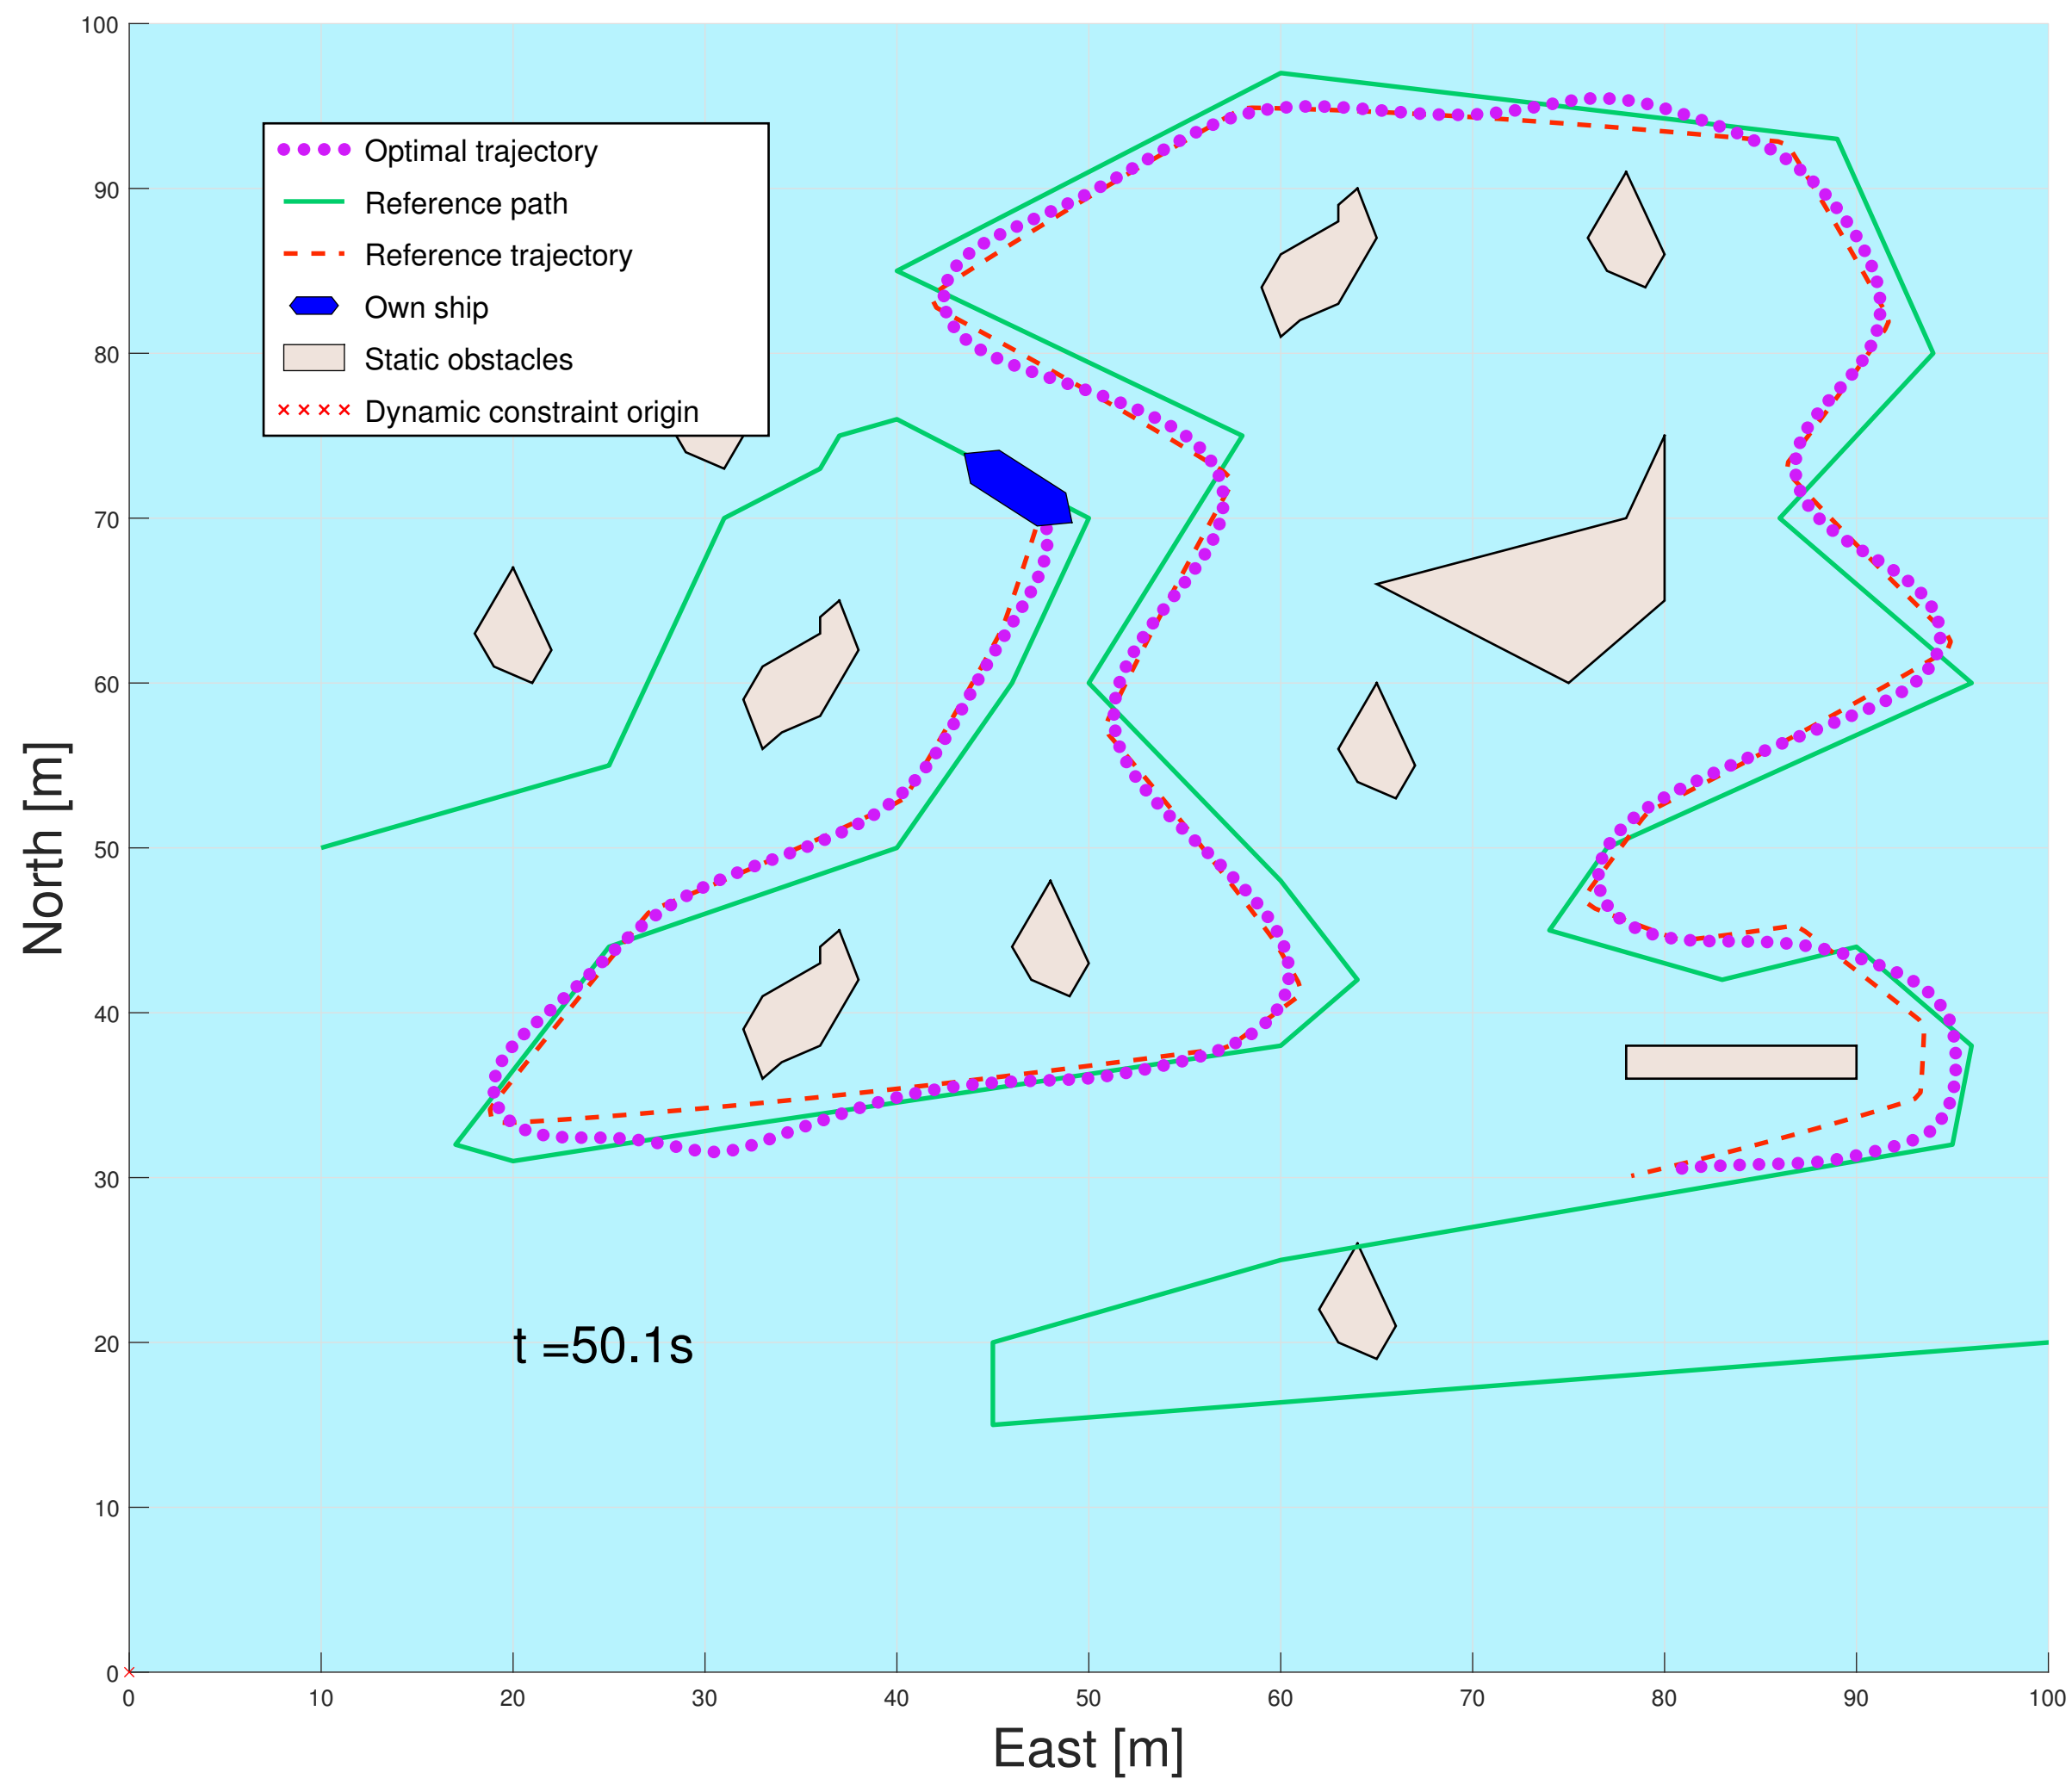 100
90
80
70
60
50
40
30
20
10
0
North [m]
Optimal trajectory
Reference path
Reference trajectory
Own ship
Static obstacles
Dynamic constraint origin
t =50.1s
0 10 20 30 40 50 60 70 80 90 100
East [m]